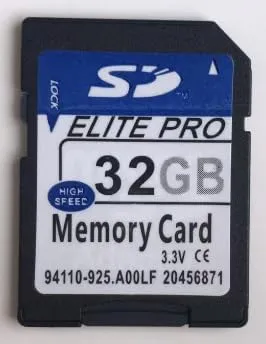 SD
LOCK
ELITE PRO
32GB
HIGH
SPEED
Memory Card
3.3V CE
94110-925.A00LF 20456871